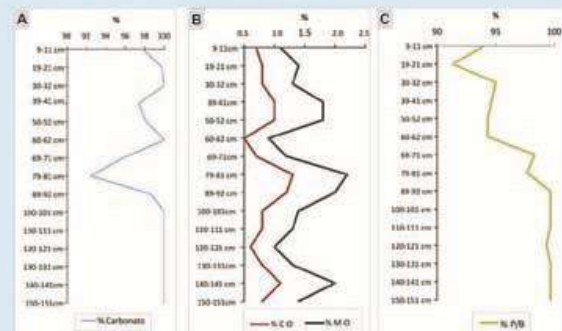 A
%
90 92 94 96 98 100
9-11 cm
19-21 cm
30-32 cm
39-41 cm
50-52 cm
60-62 cm
69-71 cm
79-81 cm
89-92 cm
100-101 cm
110-111 cm
120-121 cm
130-131 cm
140-141 cm
150-151 cm
% Carbonato
B
%
0.5 1.0 1.5 2.0 2.5
9-11cm
19-21 cm
30-32 cm
39-41 cm
50-52 cm
60-62 cm
69-71 cm
79-81 cm
89-92 cm
100-101cm
110-111 cm
120-121 cm
130-131cm
140-141 cm
150-151 cm
% C O
% M O
C
%
90 95 100
9-11 cm
19-21 cm
30-32 cm
39-41 cm
50-52 cm
60-62 cm
69-71 cm
79-81 cm
89-92 cm
100-101 cm
110-111 cm
120-121 cm
130-131 cm
140-141 cm
150-151 cm
% P/B